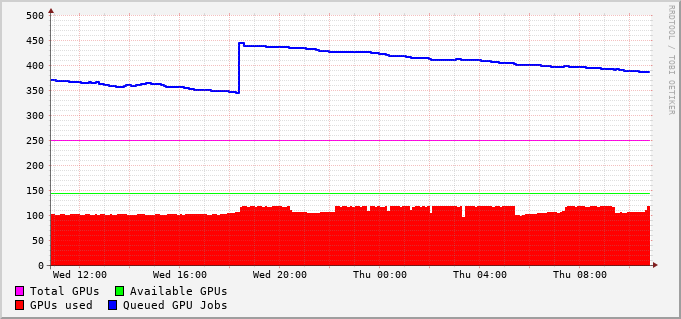 500
450
400
350
300
250
200
150
100
50
0
Wed 12:00 Wed 16:00 Wed 20:00 Thu 00:00 Thu 04:00 Thu 08:00
Total GPUs Available GPUs
GPUs used Queued GPU Jobs
RRDTOOL / TOBI OETIKER